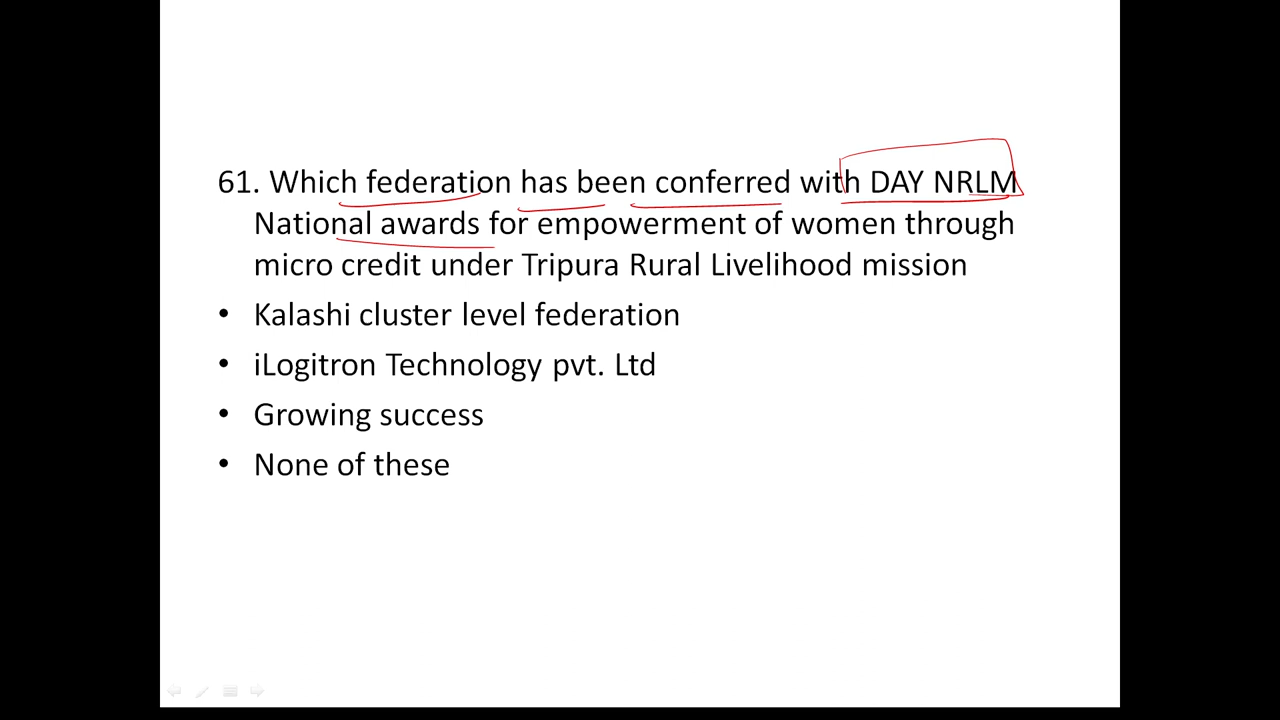 61. Which federation has been conferred with DAY NRLM
National awards for empowerment of women through
micro credit under Tripura Rural Livelihood mission
• Kalashi cluster level federation
• iLogitron Technology pvt. Ltd
• Growing success
• None of these